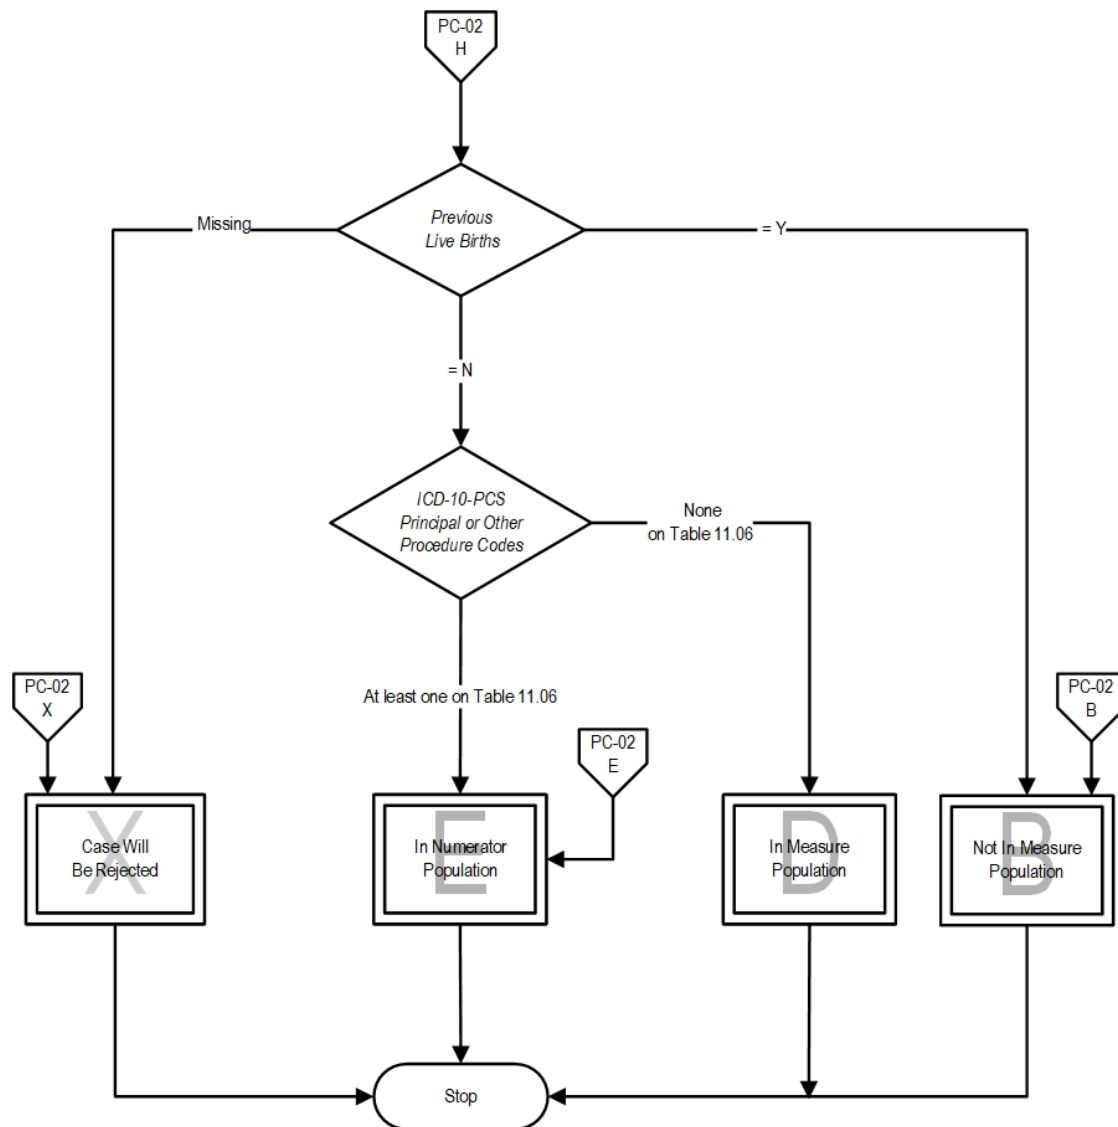 PC-02
H
Previous
Live Births
Missing
= Y
= N
ICD-10-PCS
Principal or Other
Procedure Codes
None
on Table 11.06
At least one on Table 11.06
PC-02
X
PC-02
E
PC-02
B
X
Case Will
Be Rejected
E
In Numerator
Population
D
In Measure
Population
B
Not In Measure
Population
Stop